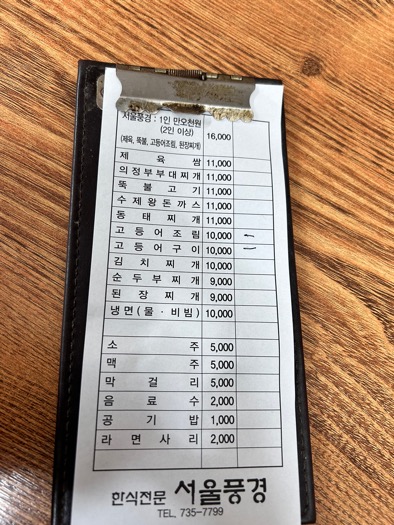 서울풍경 : 1인 만오천원
(2인 이상) 16,000
(제육, 뚝불, 고등어조림, 된장찌개)
제육쌈 11,000
의정부부대찌개 11,000
뚝불고기 11,000
수제왕돈까스 11,000
동태찌개 11,000
고등어조림 10,000
고등어구이 10,000
김치찌개 10,000
순두부찌개 9,000
된장찌개 9,000
냉면(물·비빔) 10,000
소주 5,000
맥주 5,000
막걸리 5,000
음료수 2,000
공기밥 1,000
라면사리 2,000
한식전문 서울풍경
TEL. 735-7799